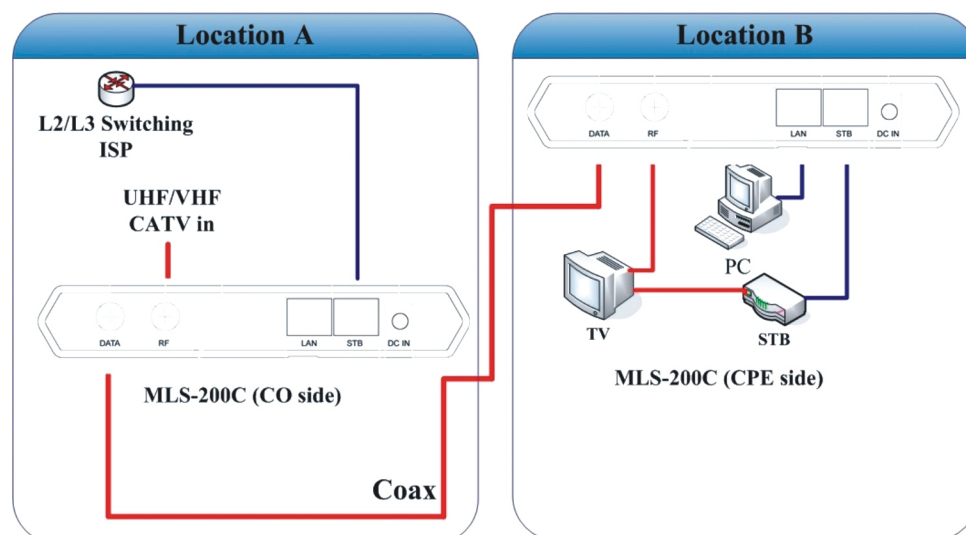 Location A
L2/L3 Switching
ISP
UHF/VHF
CATV in
DATA
RF
LAN
STB
DC IN
MLS-200C (CO side)
Coax
Location B
DATA
RF
LAN
STB
DC IN
PC
TV
STB
MLS-200C (CPE side)